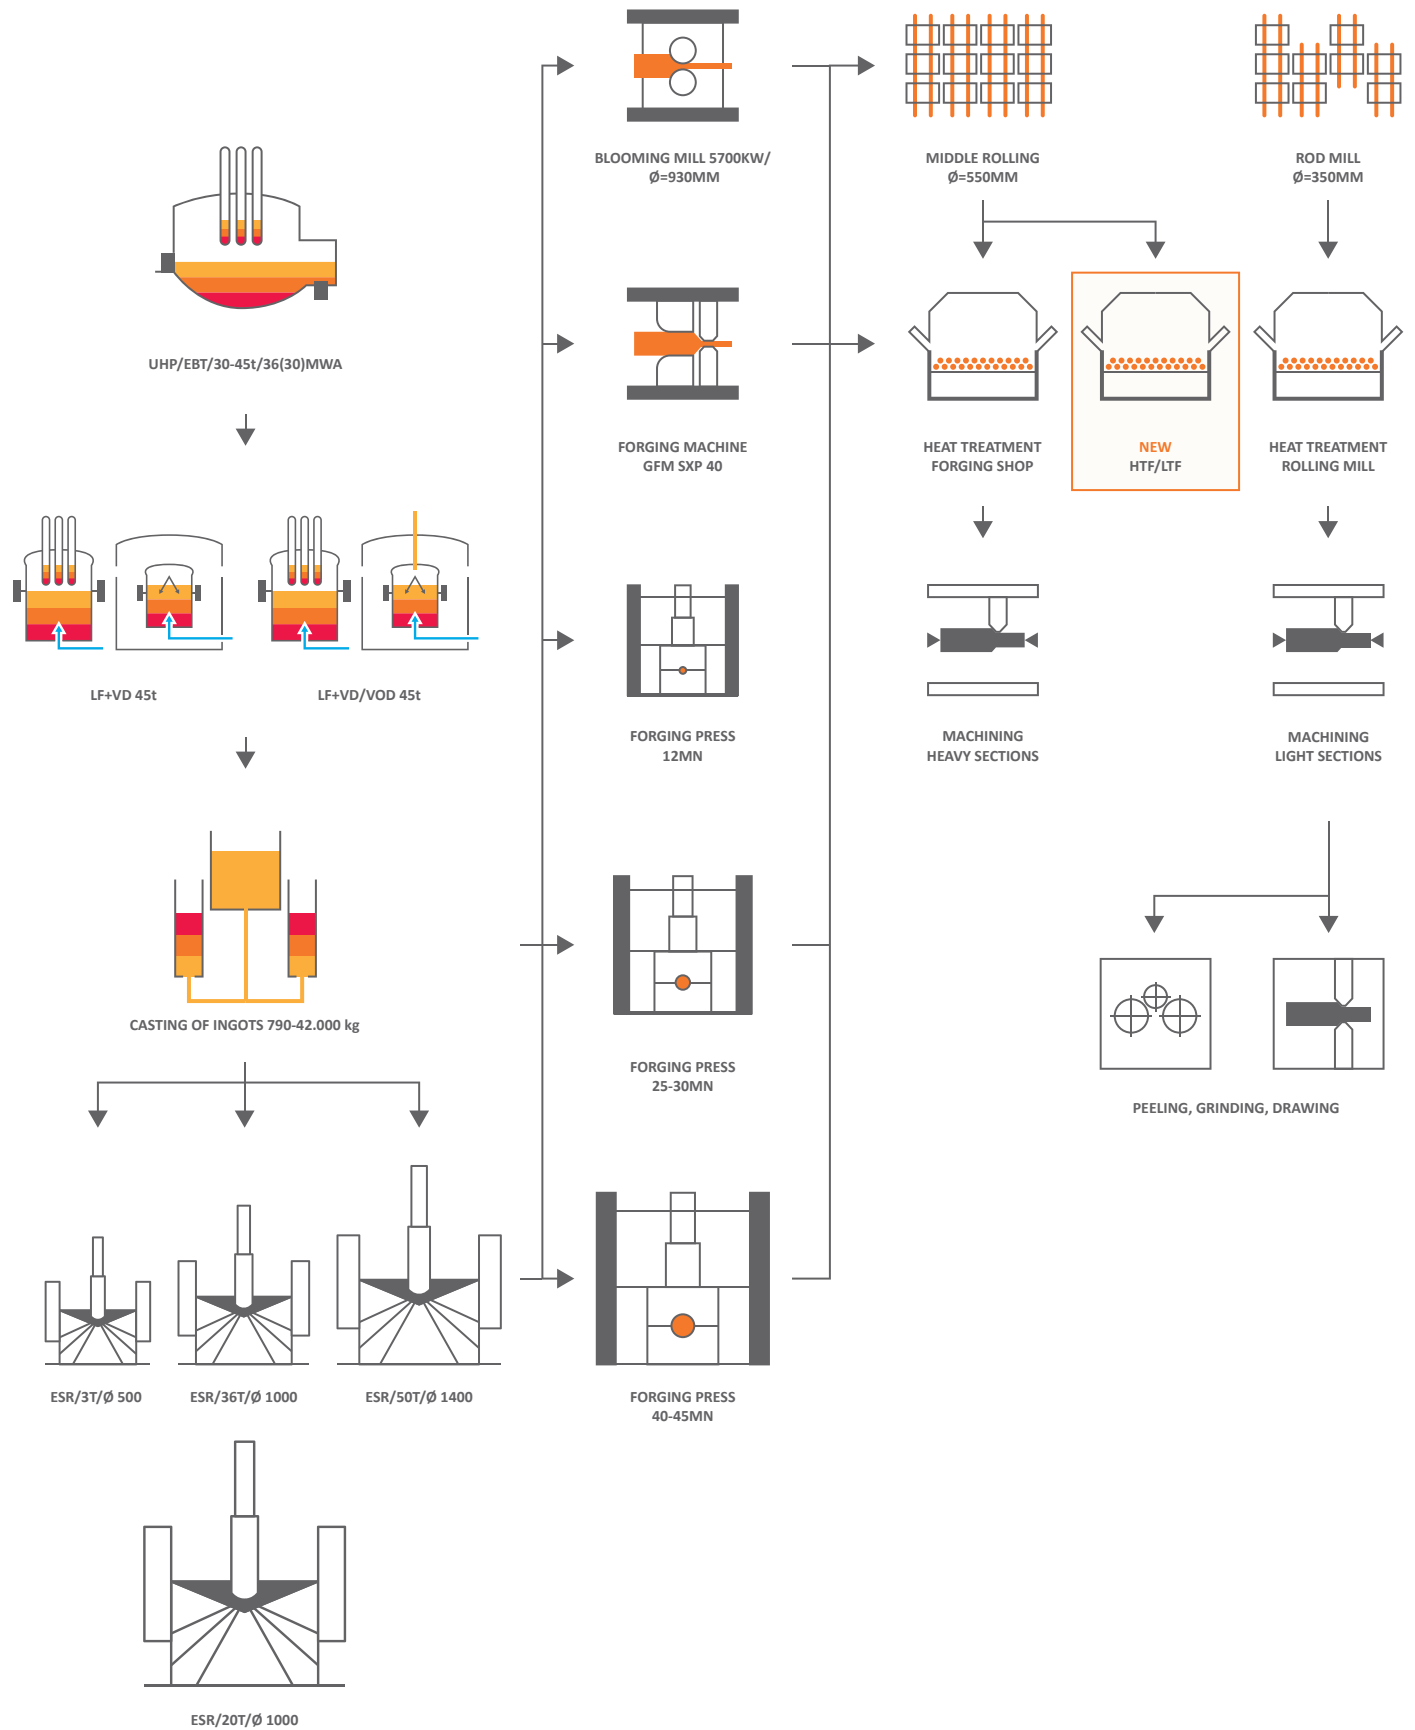 BLOOMING MILL 5700KW/
Ø=930MM
MIDDLE ROLLING
Ø=550MM
ROD MILL
Ø=350MM
UHP/EBT/30-45t/36(30)MWA
FORGING MACHINE
GFM SXP 40
HEAT TREATMENT
FORGING SHOP
NEW
HTF/LTF
HEAT TREATMENT
ROLLING MILL
LF+VD 45t
LF+VD/VOD 45t
FORGING PRESS
12MN
MACHINING
HEAVY SECTIONS
MACHINING
LIGHT SECTIONS
CASTING OF INGOTS 790-42.000 kg
FORGING PRESS
25-30MN
PEELING, GRINDING, DRAWING
ESR/3T/Ø 500
ESR/36T/Ø 1000
ESR/50T/Ø 1400
FORGING PRESS
40-45MN
ESR/20T/Ø 1000